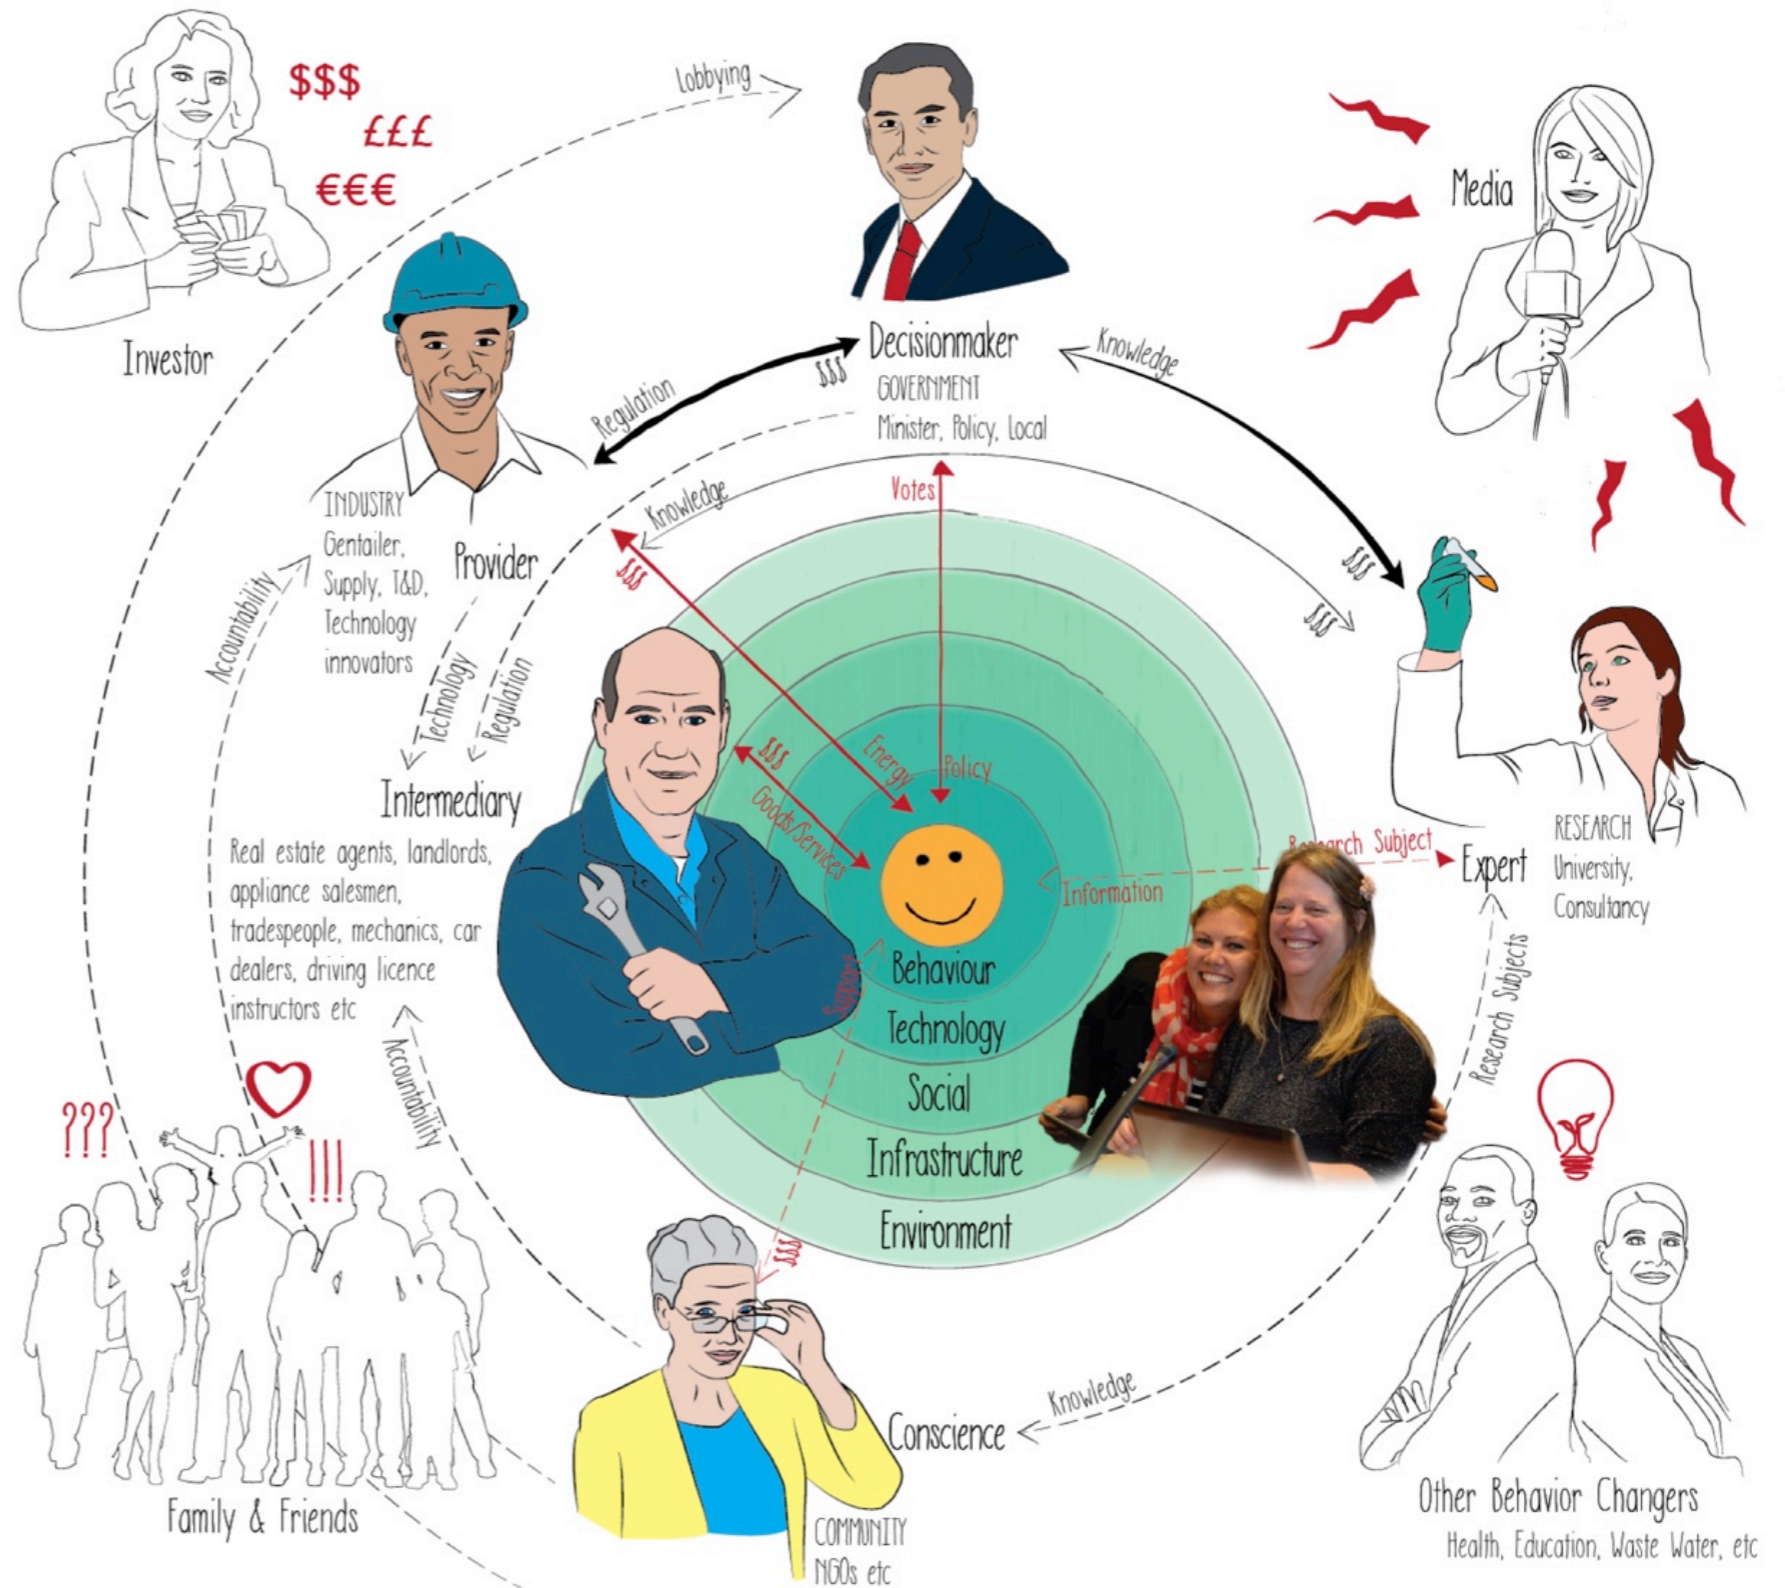 $$$
£££
€€€
Investor
Lobbying
Decisionmaker
GOVERNMENT
Minister, Policy, Local
Media
Regulation
$$$
Knowledge
$$$
INDUSTRY
Gentailer,
Supply, T&D,
Technology
innovators
Provider
Accountability
Technology
Regulation
Knowledge
$$$
Votes
$$$
Energy
Policy
$$$
Goods/Services
Intermediary
Real estate agents, landlords,
appliance salesmen,
tradespeople, mechanics, car
dealers, driving licence
instructors etc
Accountability
Research Subject
Information
Expert
RESEARCH
University,
Consultancy
Support
$$$
Behaviour
Technology
Social
Infrastructure
Environment
Research Subjects
Knowledge
???
!!!
Family & Friends
Conscience
COMMUNITY
NGOs etc
Other Behavior Changers
Health, Education, Waste Water, etc